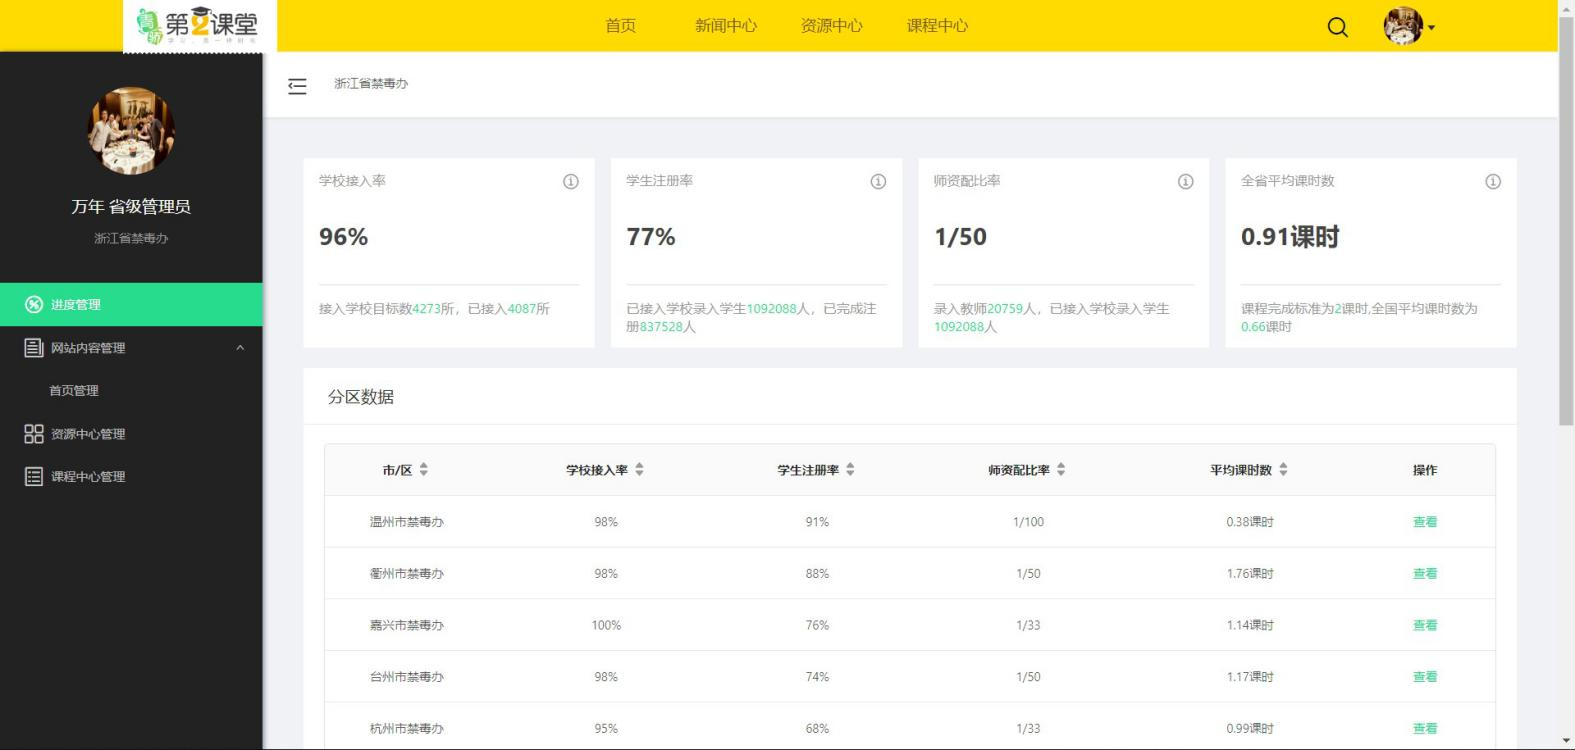 青骄
第2课堂
首页 新闻中心 资源中心 课程中心
浙江省禁毒办
万年 省级管理员
浙江省禁毒办
进度管理
网站内容管理
首页管理
资源中心管理
课程中心管理
学校接入率
96%
接入学校目标数4273所，已接入4087所
学生注册率
77%
已接入学校录入学生1092088人，已完成注
册837528人
师资配比率
1/50
录入教师20759人，已接入学校录入学生
1092088人
全省平均课时数
0.91课时
课程完成标准为2课时,全国平均课时数为
0.66课时
分区数据
市/区 学校接入率 学生注册率 师资配比率 平均课时数 操作
温州市禁毒办 98% 91% 1/100 0.38课时 查看
衢州市禁毒办 98% 88% 1/50 1.76课时 查看
嘉兴市禁毒办 100% 76% 1/33 1.14课时 查看
台州市禁毒办 98% 74% 1/50 1.17课时 查看
杭州市禁毒办 95% 68% 1/33 0.99课时 查看